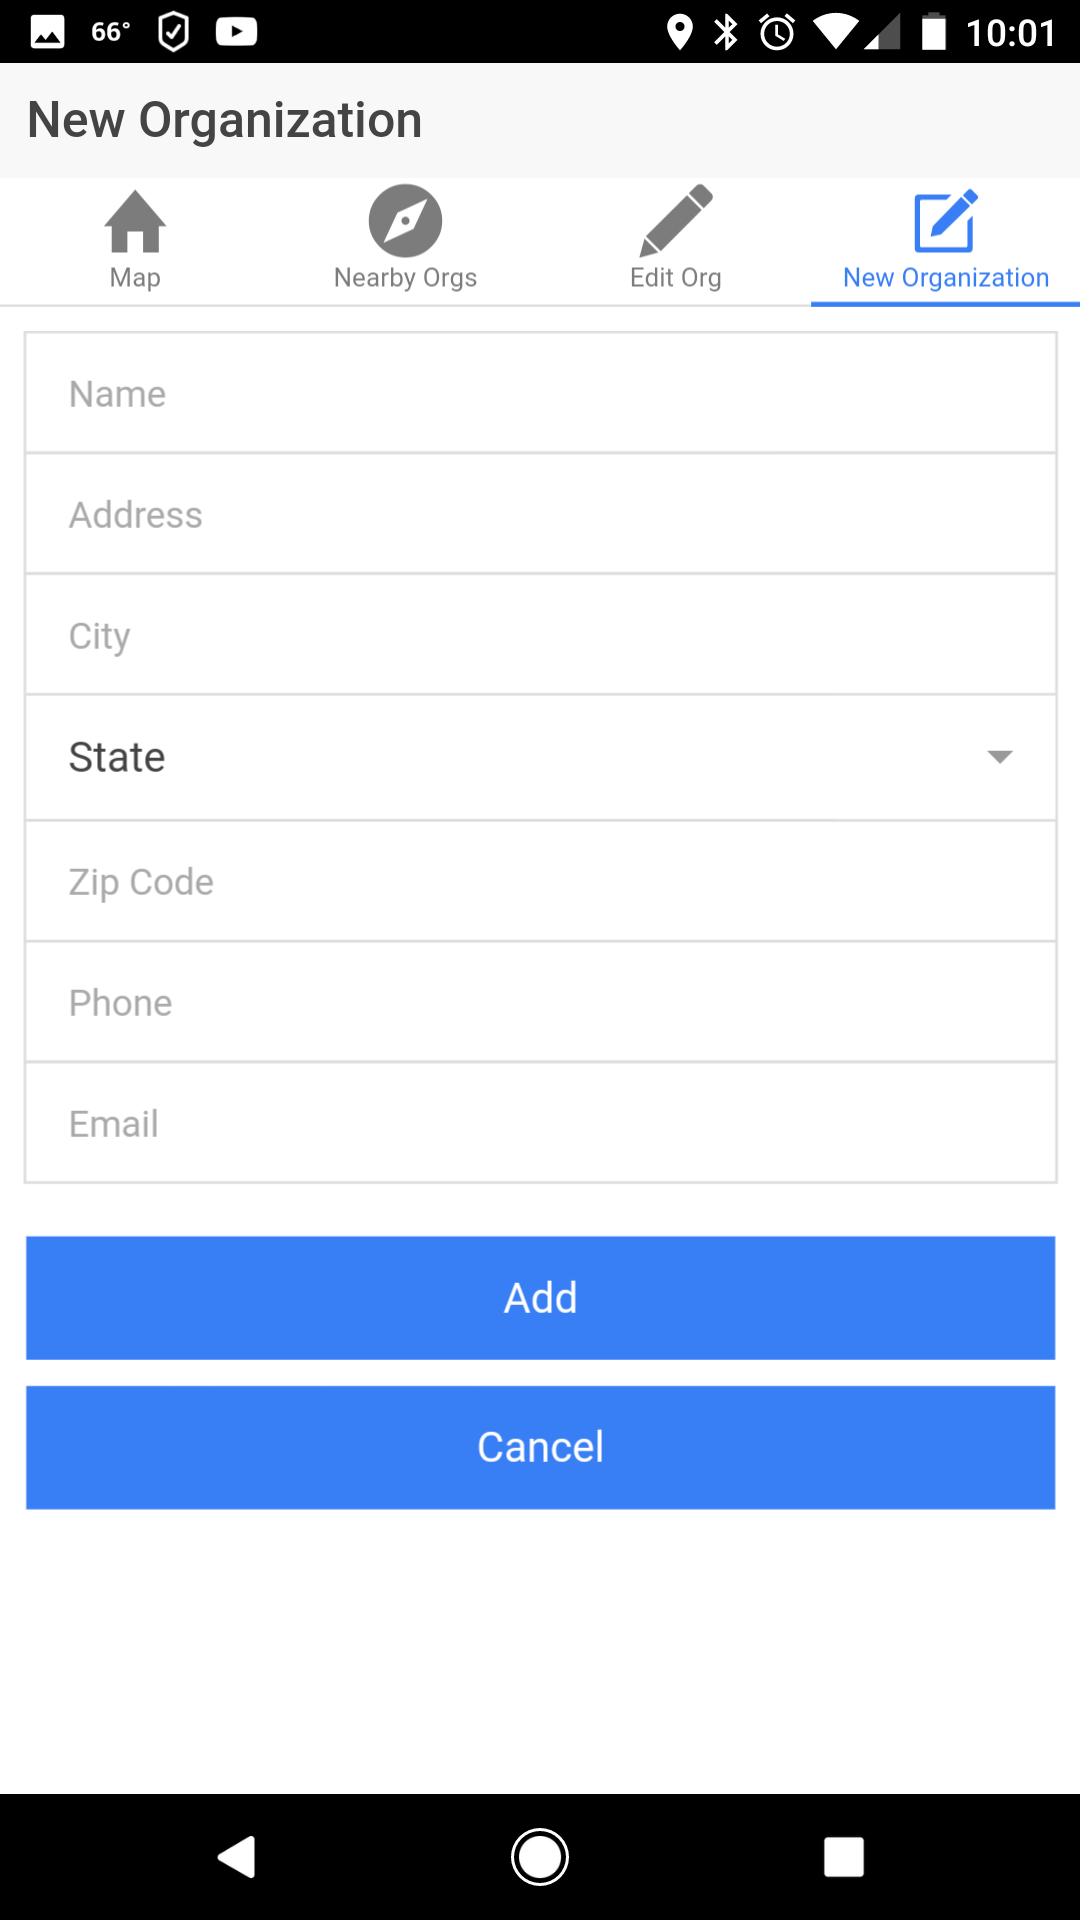 66° 10:01
New Organization
Map Nearby Orgs Edit Org New Organization
Name
Address
City
State
Zip Code
Phone
Email
Add
Cancel